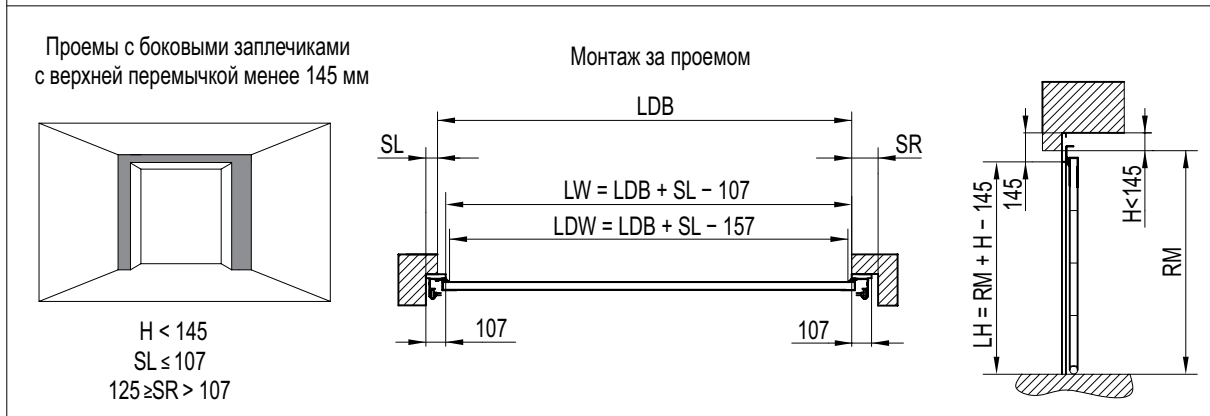 Проемы с боковыми заплечиками
с верхней перемычкой менее 145 мм
H < 145
SL ≤ 107
125 ≥SR > 107
Монтаж за проемом
LDB
SL
SR
LW = LDB + SL − 107
LDW = LDB + SL − 157
107
107
LH = RM + H − 145
145
H<145
RM